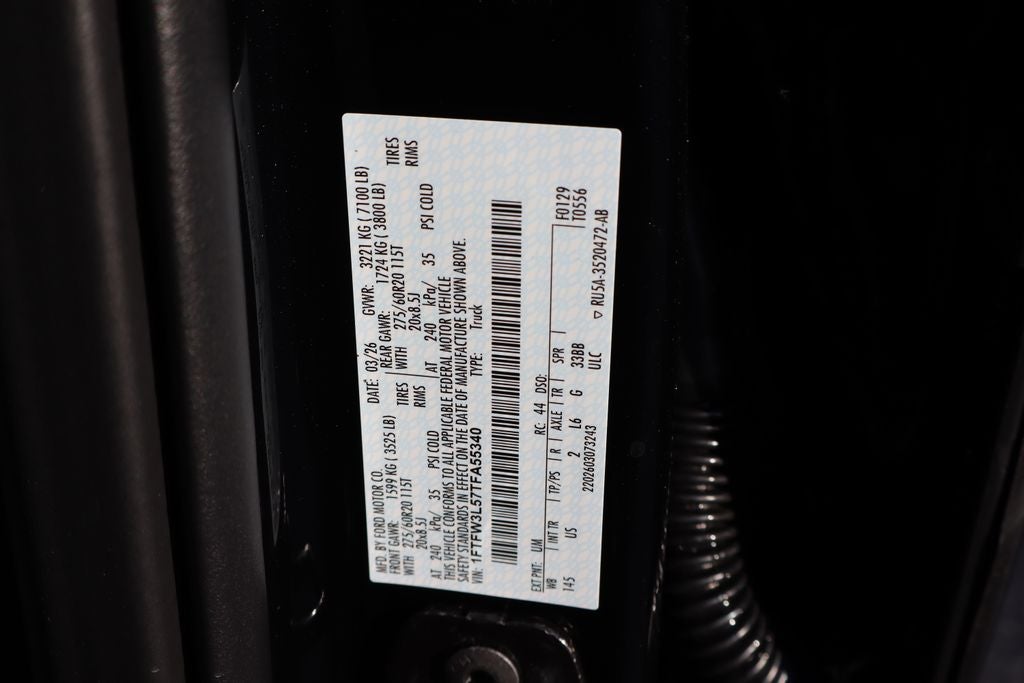 MFD. BY FORD MOTOR CO. DATE: 03/26 GVWR: 3221 KG ( 7100 LB)
FRONT GAWR: 1599 KG ( 3525 LB) REAR GAWR: 1724 KG ( 3800 LB)
WITH 275/60R20 115T TIRES WITH 275/60R20 115T TIRES
20x8.5J RIMS 20x8.5J RIMS
AT 240 kPa/ 35 PSI COLD AT 240 kPa/ 35 PSI COLD
THIS VEHICLE CONFORMS TO ALL APPLICABLE FEDERAL MOTOR VEHICLE
SAFETY STANDARDS IN EFFECT ON THE DATE OF MANUFACTURE SHOWN ABOVE.
VIN: 1FTFW3L57TFA55340 TYPE: Truck
EXT PNT: UM RC: 44 DSO: F0129
WB INT TR TP/PS R AXLE TR SPR T0556
145 US 2 L6 G 33BB
2202603073243 ULC ▽ RU5A-3520472-AB